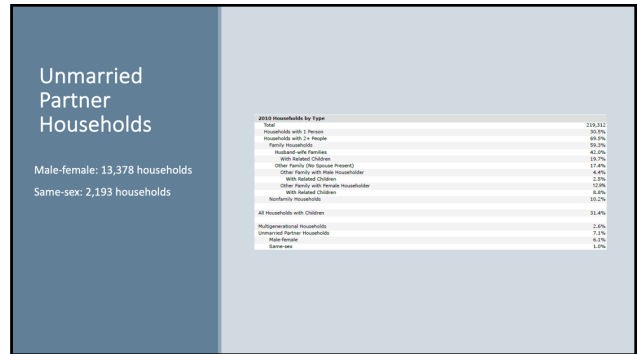 Unmarried
Partner
Households
Male-female: 13,378 households
Same-sex: 2,193 households
2010 Households by Type
Total 219,312
Households with 1 Person 30.5%
Households with 2+ People 69.5%
Family Households 59.3%
Husband-wife Families 42.0%
With Related Children 19.7%
Other Family (No Spouse Present) 17.4%
Other Family with Male Householder 4.4%
With Related Children 2.5%
Other Family with Female Householder 12.9%
With Related Children 8.8%
Nonfamily Households 10.2%
All Households with Children 31.4%
Multigenerational Households 2.6%
Unmarried Partner Households 7.1%
Male-female 6.1%
Same-sex 1.0%